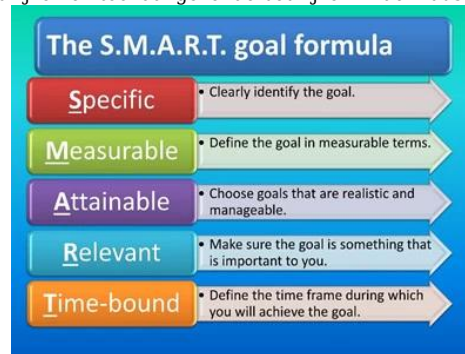 The S.M.A.R.T. goal formula
Specific
• Clearly identify the goal.
Measurable
• Define the goal in measurable terms.
Attainable
• Choose goals that are realistic and
manageable.
Relevant
• Make sure the goal is something that
is important to you.
Time-bound
• Define the time frame during which
you will achieve the goal.